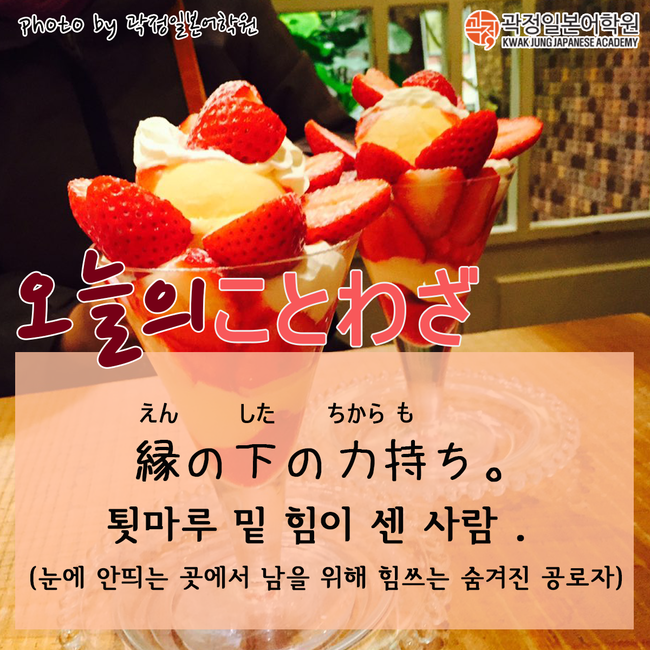 Photo by 곽정일본어학원
곽정 곽정일본어학원
KWAK JUNG JAPANESE ACADEMY
오늘의ことわざ
えん した ちから も
縁の下の力持ち。
툇마루 밑 힘이 센 사람 .
(눈에 안띄는 곳에서 남을 위해 힘쓰는 숨겨진 공로자)